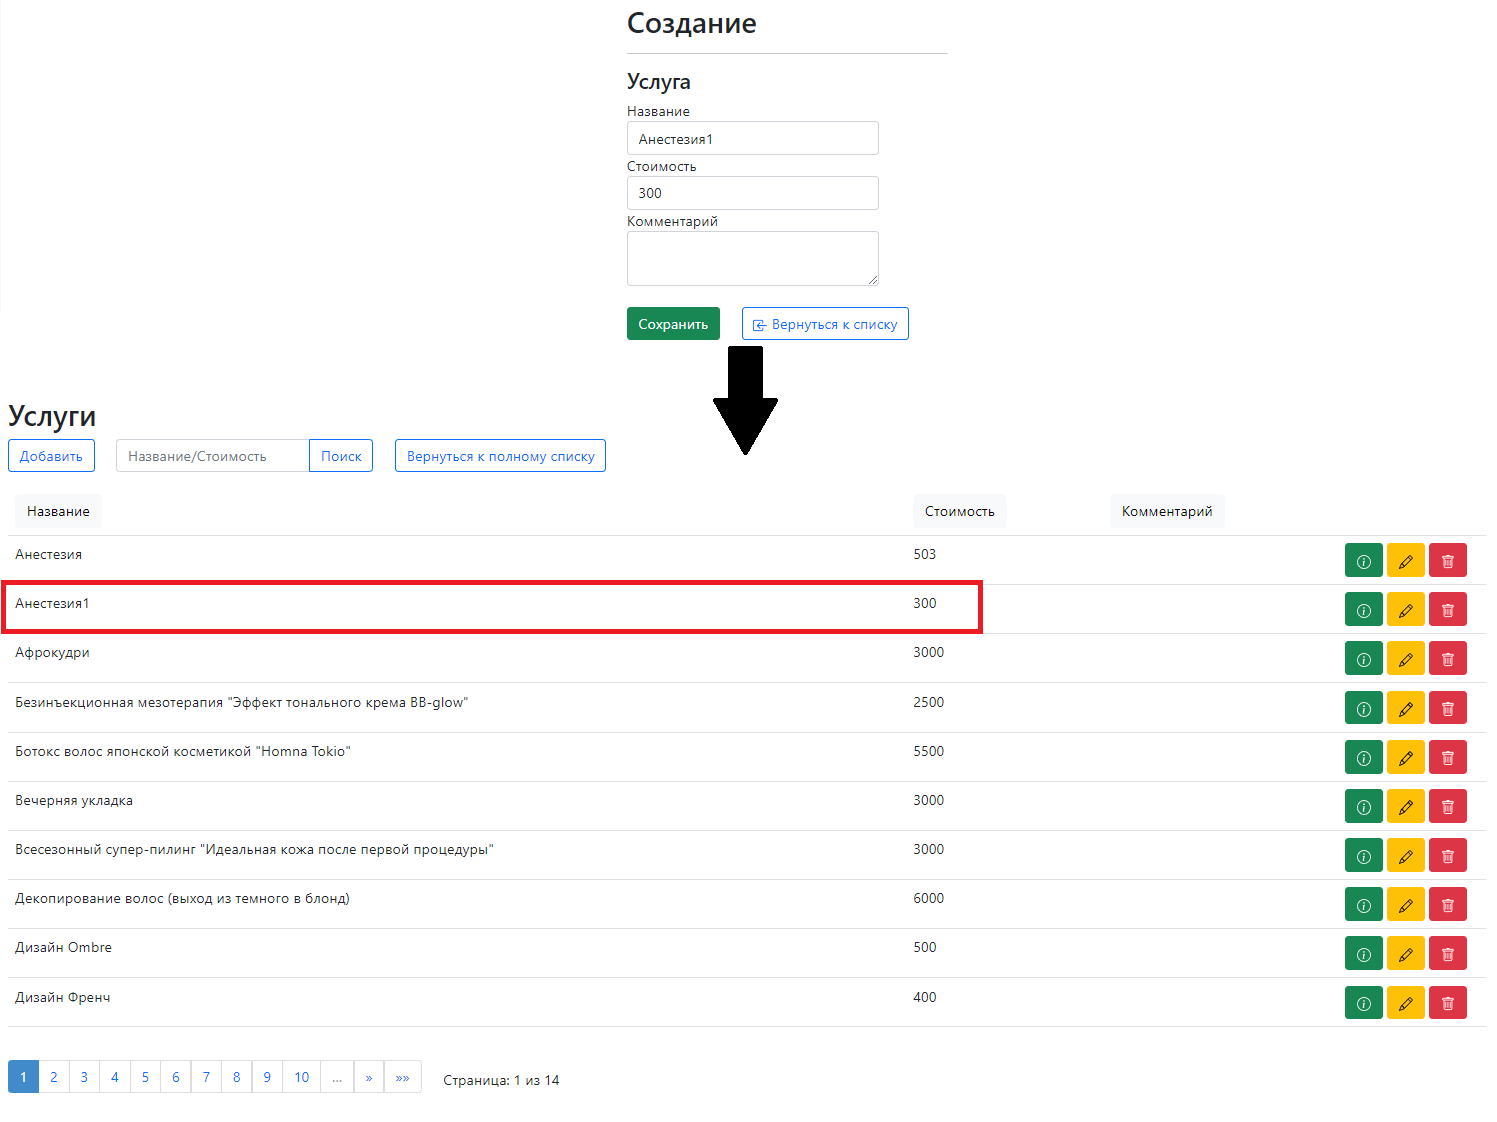 Создание
Услуга
Название
Анестезия1
Стоимость
300
Комментарий
Сохранить Вернуться к списку
Услуги
Добавить Название/Стоимость Поиск Вернуться к полному списку
Название Стоимость Комментарий
Анестезия 503
Анестезия1 300
Афрокудри 3000
Безинъекционная мезотерапия "Эффект тонального крема BB-glow" 2500
Ботокс волос японской косметикой "Homna Tokio" 5500
Вечерняя укладка 3000
Всесезонный супер-пилинг "Идеальная кожа после первой процедуры" 3000
Декопирование волос (выход из темного в блонд) 6000
Дизайн Ombre 500
Дизайн Френч 400
1 2 3 4 5 6 7 8 9 10 ... » »» Страница: 1 из 14